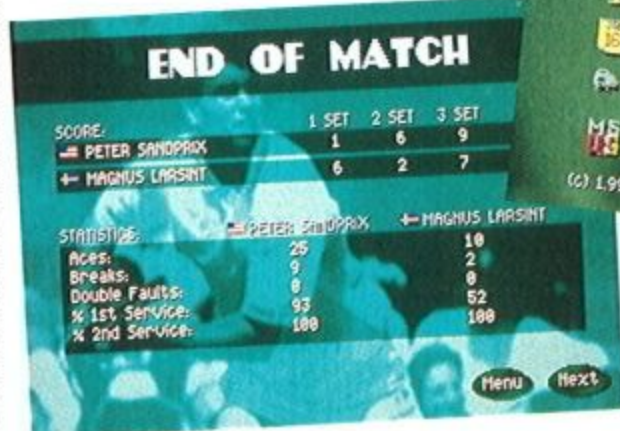 END OF MATCH
SCORE: 1 SET 2 SET 3 SET
PETER SANDPRIX 1 6 9
MAGNUS LARSINT 6 2 7
STATISTICS: PETER SANDPRIX MAGNUS LARSINT
Aces: 25 10
Breaks: 9 2
Double Faults: 0 0
% 1st Service: 93 52
% 2nd Service: 100 100
Menu Next
(c) 1.99